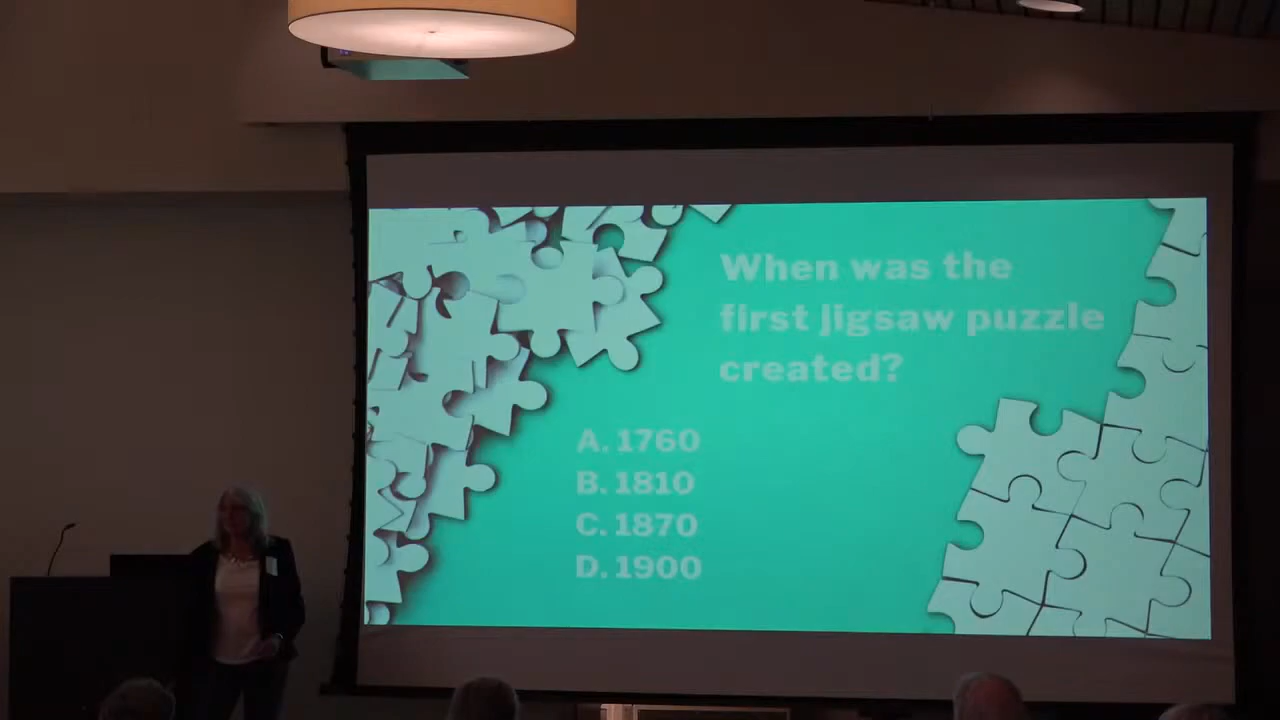 When was the
first jigsaw puzzle
created?
A. 1760
B. 1810
C. 1870
D. 1900